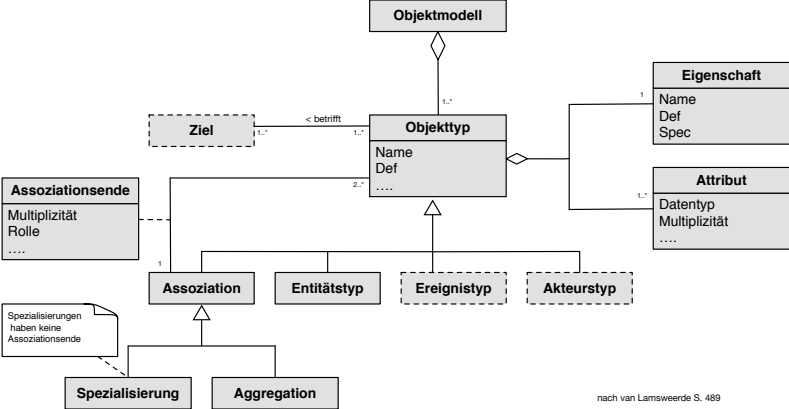 Objektmodell
1..*
Ziel
1..*
< betrifft
1..*
Objekttyp
Name
Def
....
2..*
Eigenschaft
Name
Def
Spec
1
Attribut
Datentyp
Multiplizität
....
1..*
Assoziationsende
Multiplizität
Rolle
....
1
Assoziation
Entitätstyp
Ereignistyp
Akteurstyp
Spezialisierungen
haben keine
Assoziationsende
Spezialisierung
Aggregation
nach van Lamsweerde S. 489